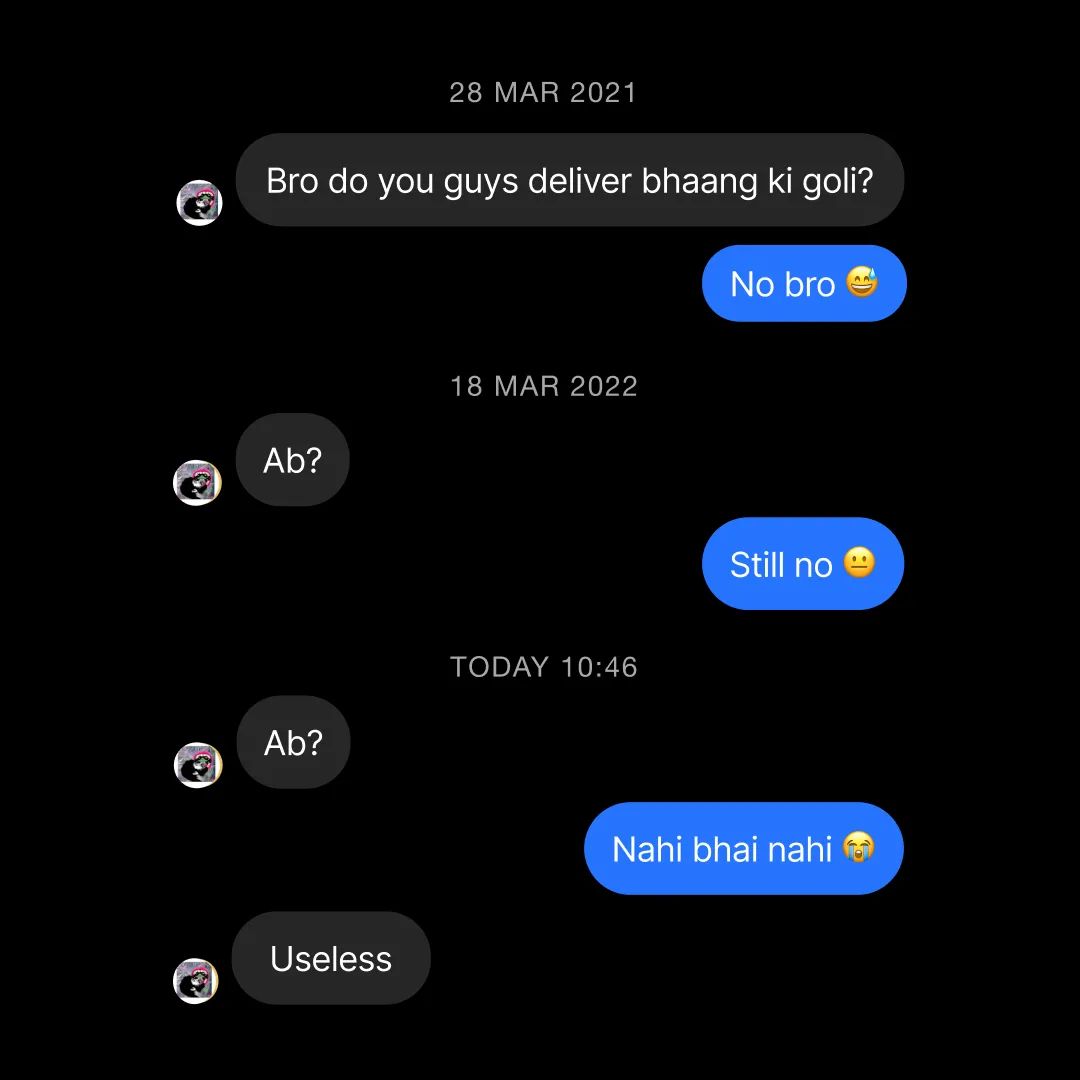 28 MAR 2021
Bro do you guys deliver bhaang ki goli?
No bro 😅
18 MAR 2022
Ab?
Still no 😐
TODAY 10:46
Ab?
Nahi bhai nahi 😭
Useless